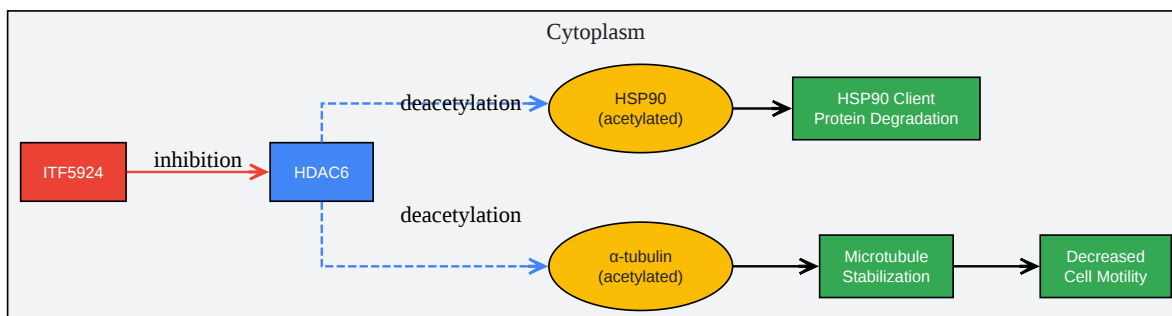 Cytoplasm
deacetylation
HSP90
(acetylated)
HSP90 Client
Protein Degradation
ITF5924
inhibition
HDAC6
deacetylation
α-tubulin
(acetylated)
Microtubule
Stabilization
Decreased
Cell Motility